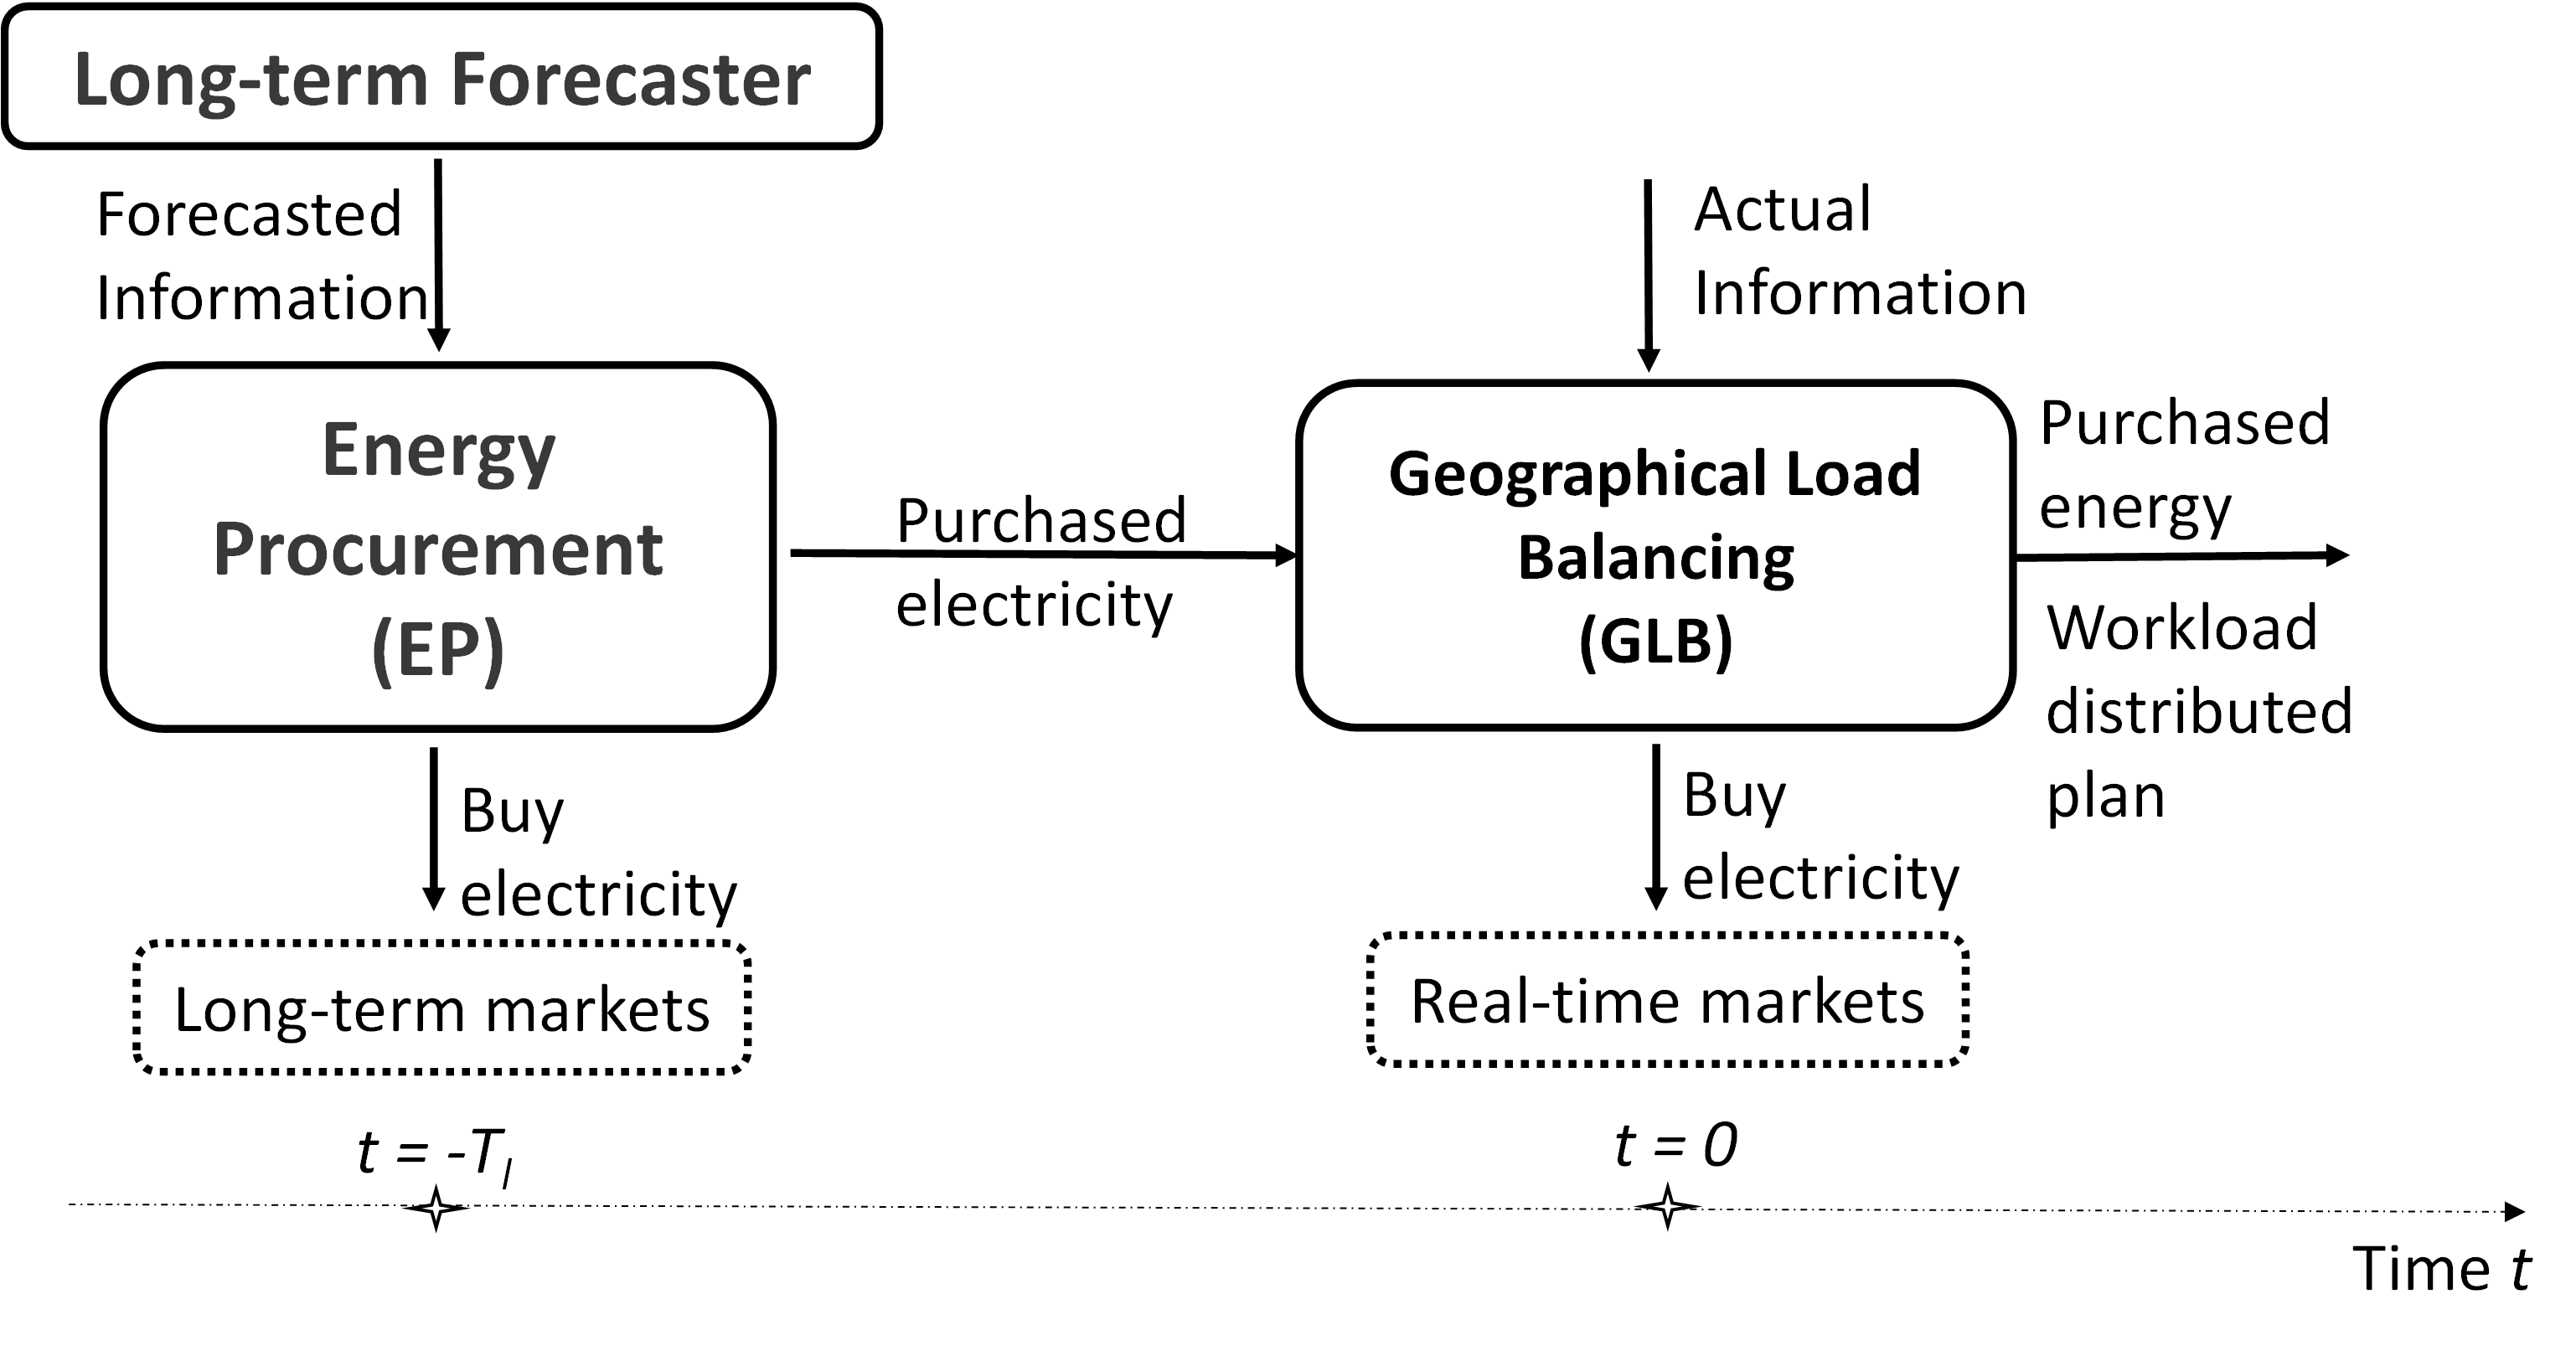 Long-term Forecaster
Forecasted
Information
Actual
Information
Energy
Procurement
(EP)
Purchased
electricity
Geographical Load
Balancing
(GLB)
Purchased
energy
Workload
distributed
plan
Buy
electricity
Buy
electricity
Long-term markets
Real-time markets
t = -Tl
t = 0
Time t